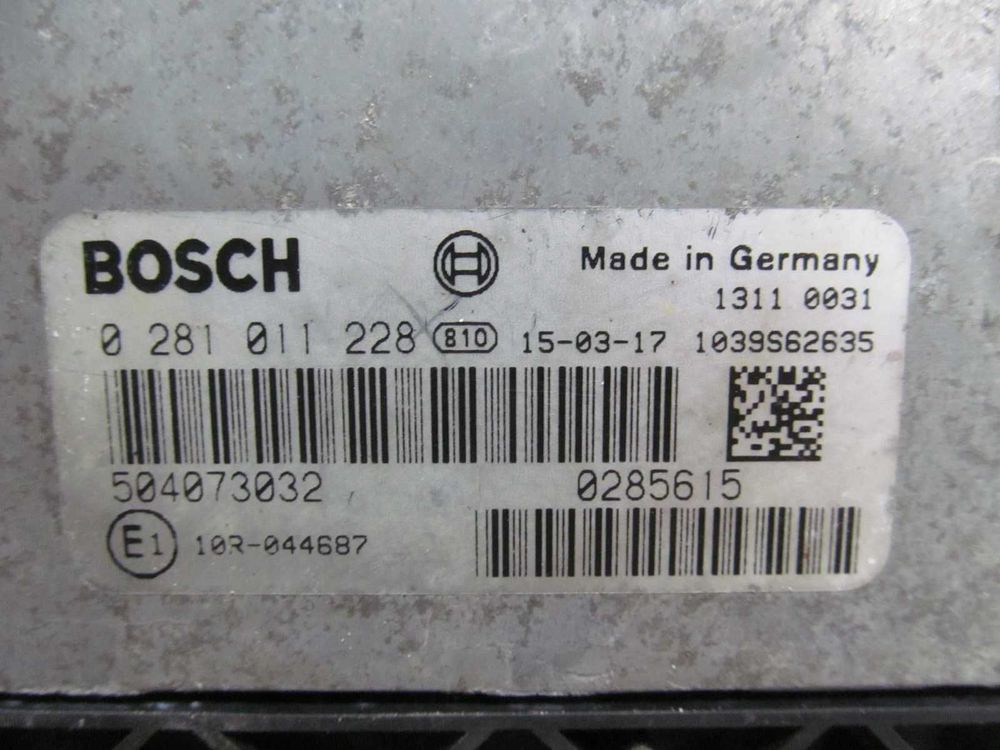 BOSCH Made in Germany
1311 0031
0 281 011 228 810 15-03-17 1039S62635
504073032 0285615
E1 10R-044687